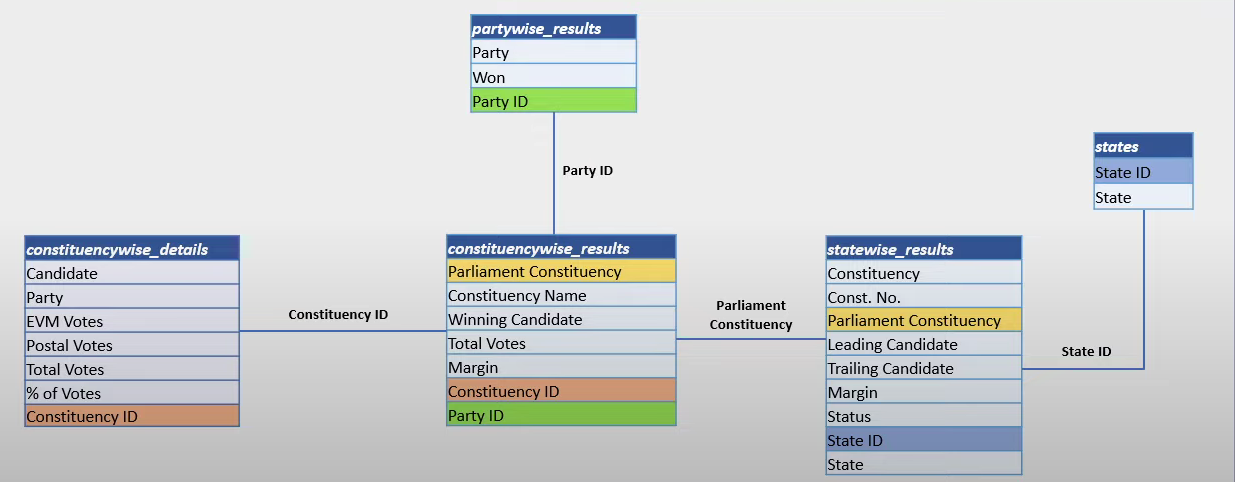 partywise_results
Party
Won
Party ID
Party ID
states
State ID
State
constituencywise_details
Candidate
Party
EVM Votes
Postal Votes
Total Votes
% of Votes
Constituency ID
Constituency ID
constituencywise_results
Parliament Constituency
Constituency Name
Winning Candidate
Total Votes
Margin
Constituency ID
Party ID
Parliament
Constituency
statewise_results
Constituency
Const. No.
Parliament Constituency
Leading Candidate
Trailing Candidate
Margin
Status
State ID
State
State ID